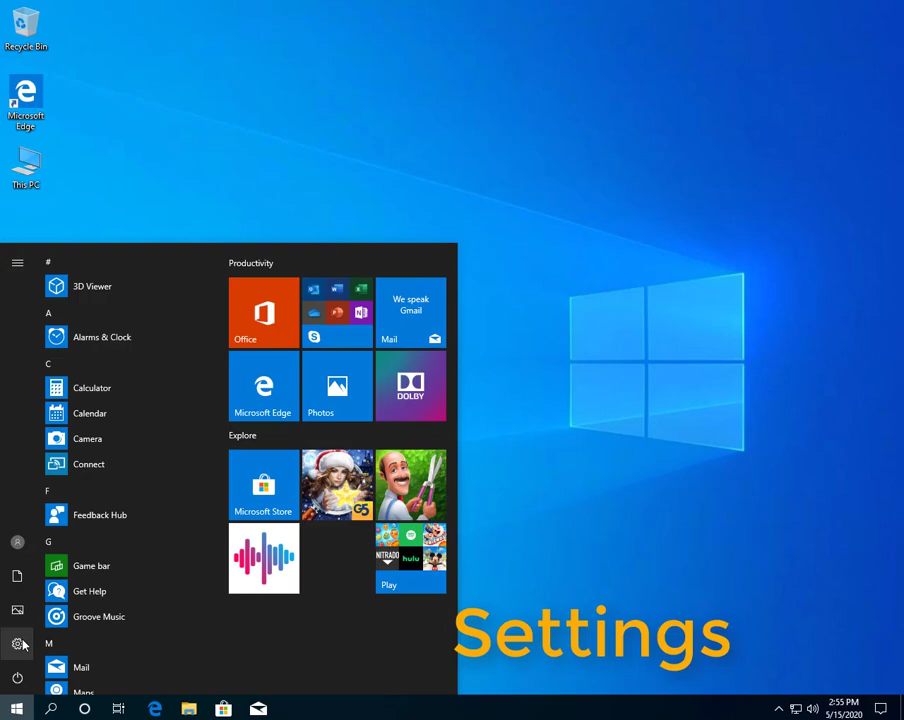 Recycle Bin
Microsoft
Edge
This PC
#
3D Viewer
A
Alarms & Clock
C
Calculator
Calendar
Camera
Connect
F
Feedback Hub
G
Game bar
Get Help
Groove Music
M
Mail
Maps
Productivity
Office
We speak
Gmail
Mail
Microsoft Edge
Photos
DOLBY
Explore
Microsoft Store
G5
NITRADO
hulu
Play
Settings
2:55 PM
5/15/2020